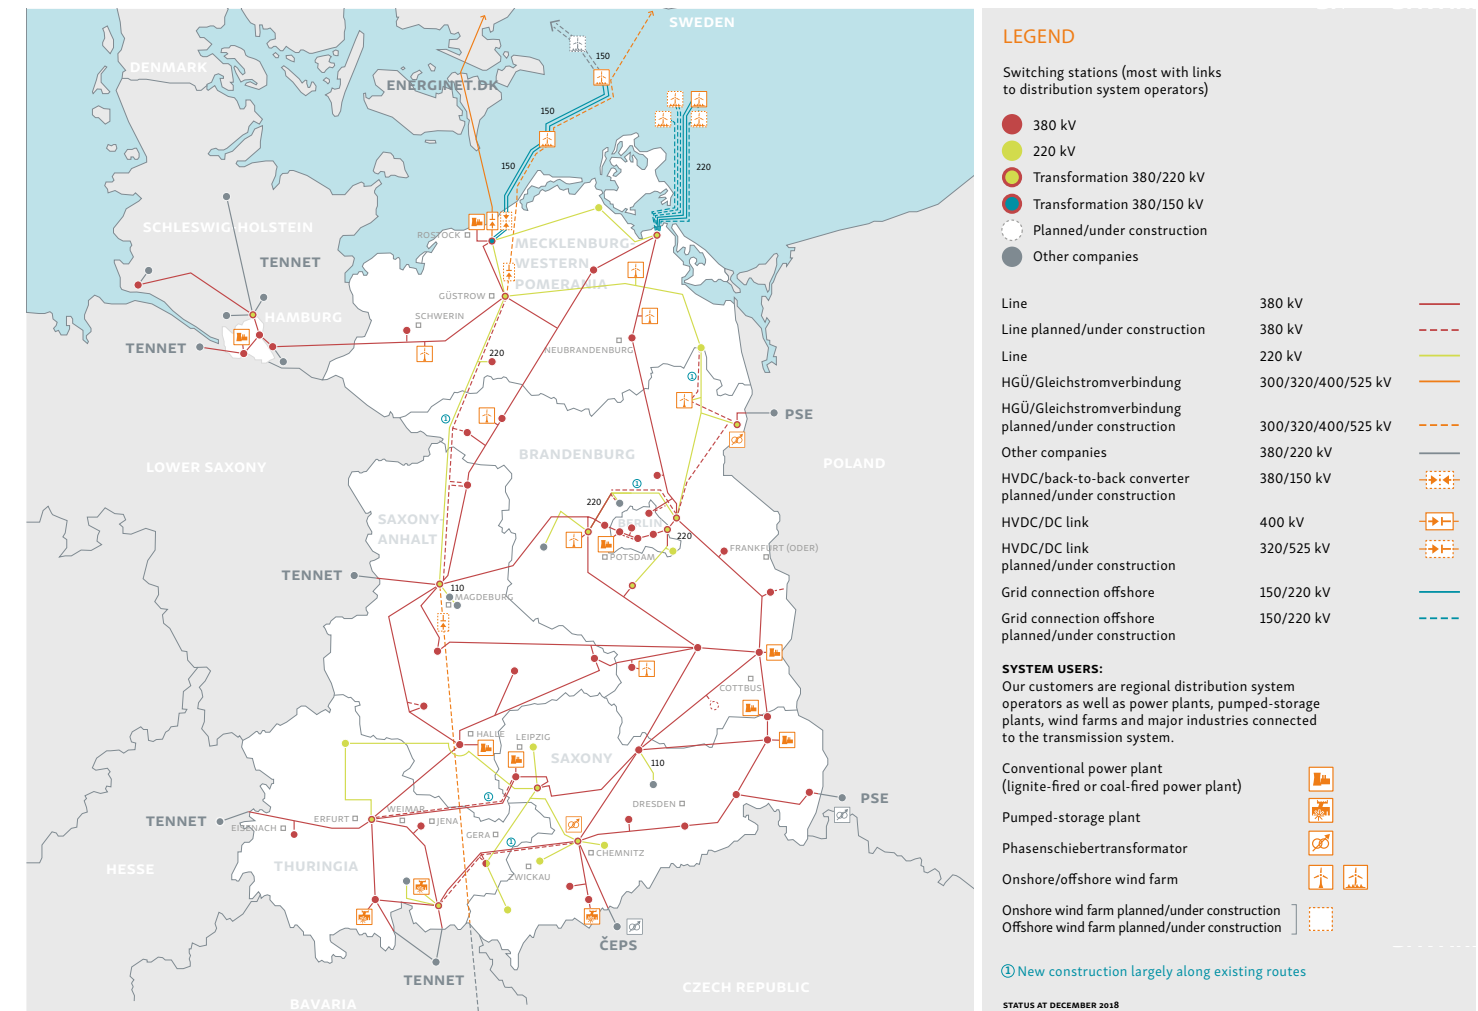 SWEDEN
DENMARK
ENERGINET.DK
150
150
150
220
SCHLESWIG-HOLSTEIN
TENNET
ROSTOCK
MECKLENBURG-
WESTERN
POMERANIA
GÜSTROW
HAMBURG
SCHWERIN
TENNET
NEUBRANDENBURG
220
1
1
PSE
LOWER SAXONY
BRANDENBURG
POLAND
1
220
SAXONY-
ANHALT
BERLIN
220
POTSDAM
FRANKFURT (ODER)
TENNET
110
MAGDEBURG
COTTBUS
HALLE
LEIPZIG
SAXONY
110
1
DRESDEN
PSE
TENNET
EISENACH
ERFURT
WEIMAR
JENA
GERA
1
CHEMNITZ
ZWICKAU
HESSE
THURINGIA
ČEPS
TENNET
BAVARIA
CZECH REPUBLIC
LEGEND
Switching stations (most with links
to distribution system operators)
380 kV
220 kV
Transformation 380/220 kV
Transformation 380/150 kV
Planned/under construction
Other companies
Line 380 kV
Line planned/under construction 380 kV
Line 220 kV
HGÜ/Gleichstromverbindung 300/320/400/525 kV
HGÜ/Gleichstromverbindung
planned/under construction 300/320/400/525 kV
Other companies 380/220 kV
HVDC/back-to-back converter 380/150 kV
planned/under construction
HVDC/DC link 400 kV
HVDC/DC link 320/525 kV
planned/under construction
Grid connection offshore 150/220 kV
Grid connection offshore 150/220 kV
planned/under construction
SYSTEM USERS:
Our customers are regional distribution system
operators as well as power plants, pumped-storage
plants, wind farms and major industries connected
to the transmission system.
Conventional power plant
(lignite-fired or coal-fired power plant)
Pumped-storage plant
Phasenschiebertransformator
Onshore/offshore wind farm
Onshore wind farm planned/under construction
Offshore wind farm planned/under construction
1 New construction largely along existing routes
STATUS AT DECEMBER 2018